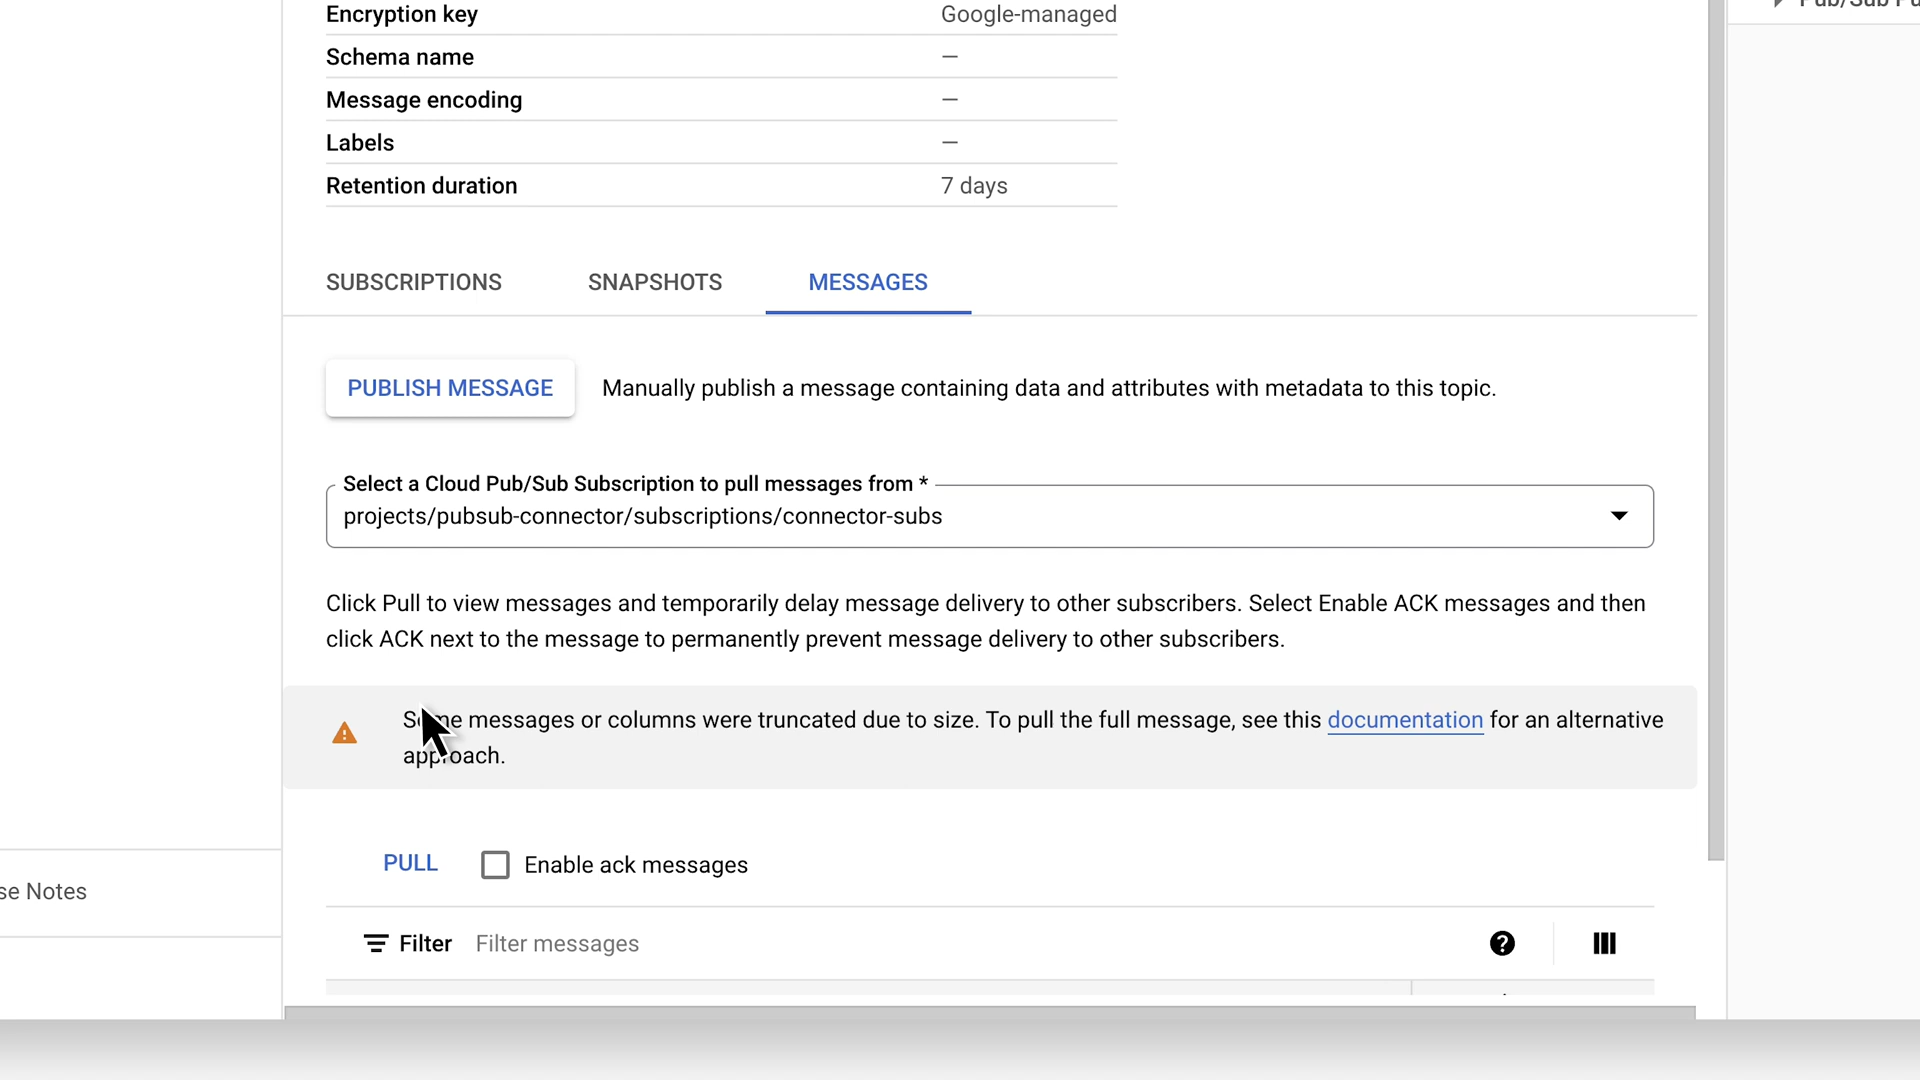 Encryption key Google-managed
Schema name —
Message encoding —
Labels —
Retention duration 7 days
SUBSCRIPTIONS SNAPSHOTS MESSAGES
PUBLISH MESSAGE Manually publish a message containing data and attributes with metadata to this topic.
Select a Cloud Pub/Sub Subscription to pull messages from *
projects/pubsub-connector/subscriptions/connector-subs
Click Pull to view messages and temporarily delay message delivery to other subscribers. Select Enable ACK messages and then
click ACK next to the message to permanently prevent message delivery to other subscribers.
Some messages or columns were truncated due to size. To pull the full message, see this documentation for an alternative
approach.
PULL Enable ack messages
se Notes
Filter Filter messages